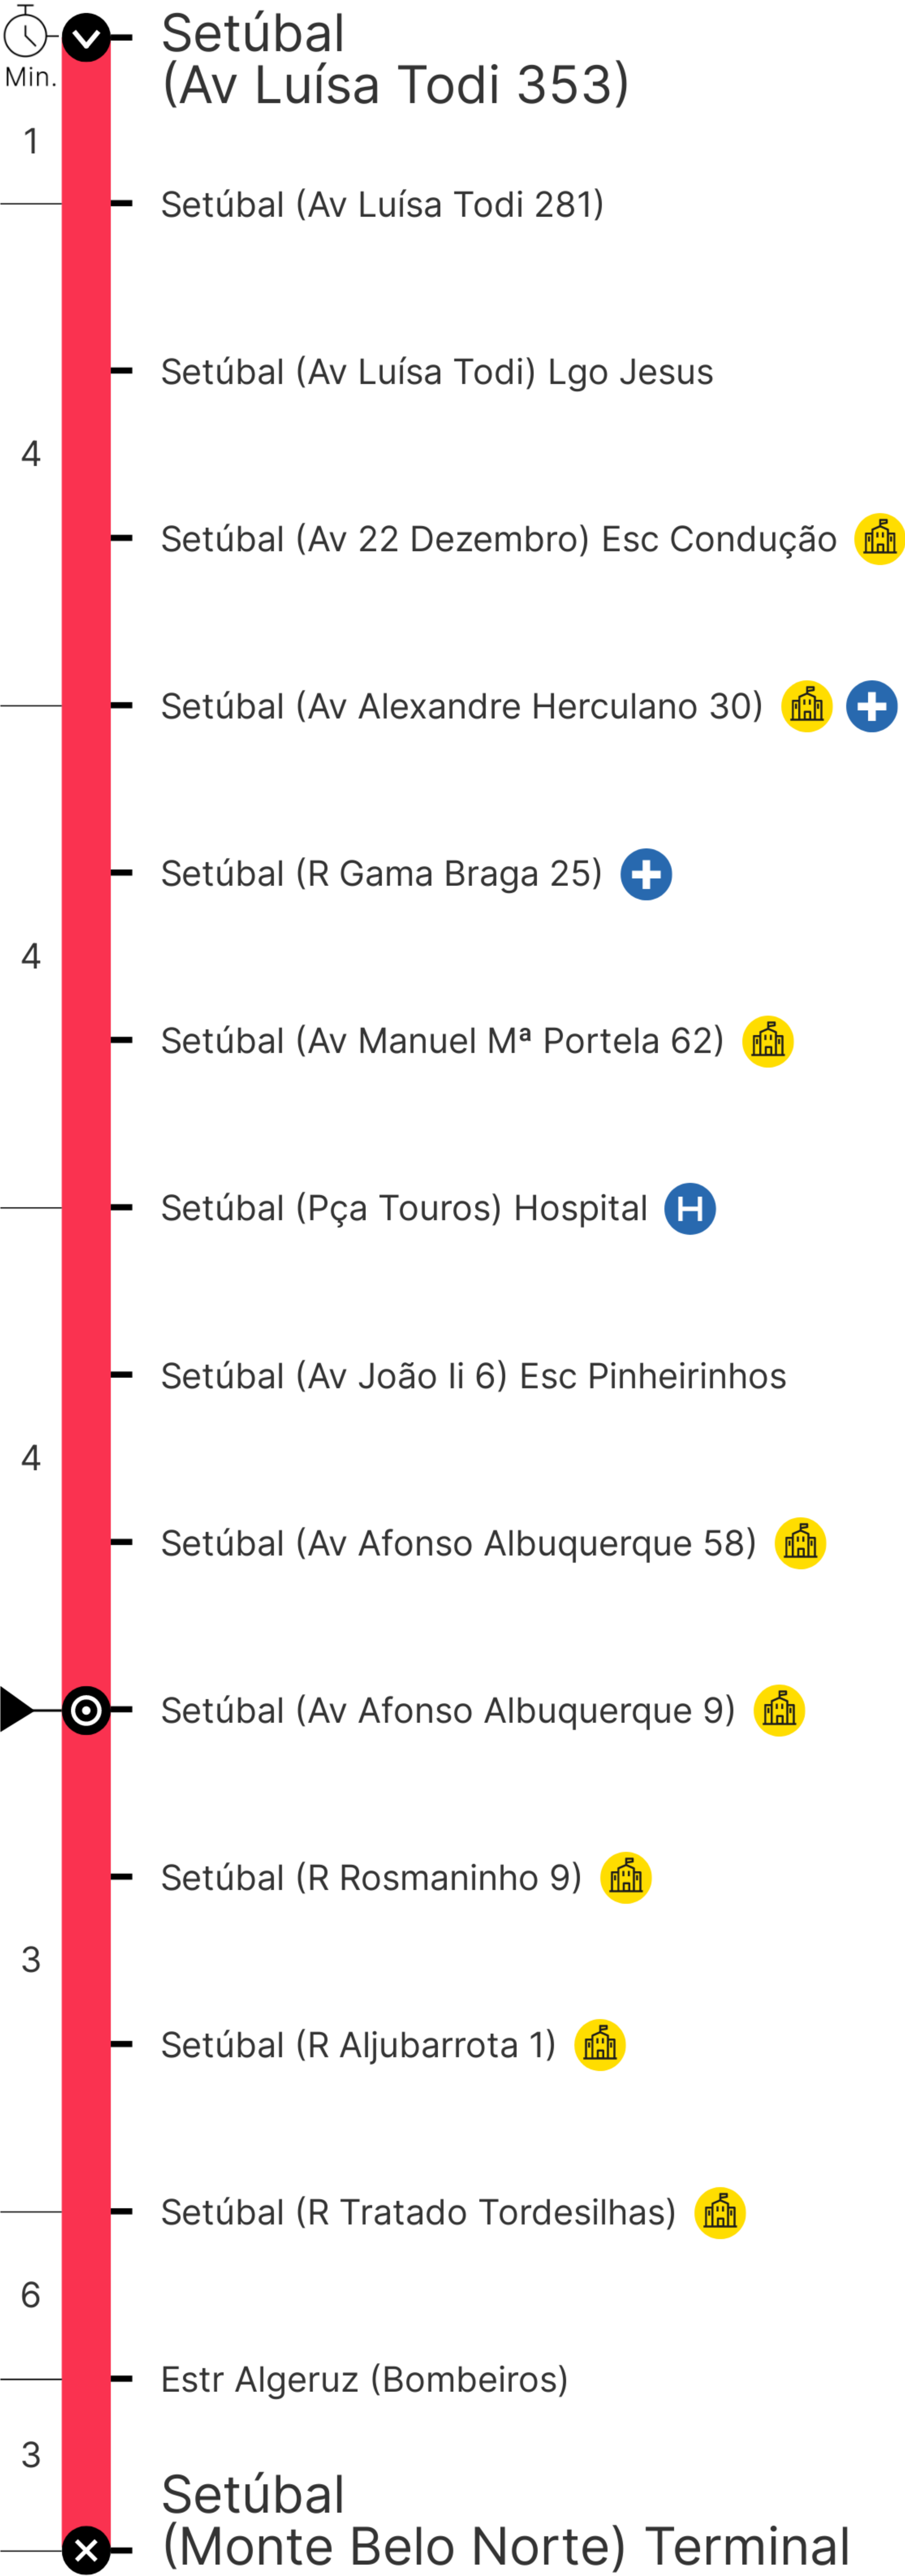 Setúbal
(Av Luísa Todi 353)
Min.
1
Setúbal (Av Luísa Todi 281)
Setúbal (Av Luísa Todi) Lgo Jesus
4
Setúbal (Av 22 Dezembro) Esc Condução
Setúbal (Av Alexandre Herculano 30)
Setúbal (R Gama Braga 25)
4
Setúbal (Av Manuel Mª Portela 62)
Setúbal (Pça Touros) Hospital H
Setúbal (Av João Ii 6) Esc Pinheirinhos
4
Setúbal (Av Afonso Albuquerque 58)
Setúbal (Av Afonso Albuquerque 9)
Setúbal (R Rosmaninho 9)
3
Setúbal (R Aljubarrota 1)
Setúbal (R Tratado Tordesilhas)
6
Estr Algeruz (Bombeiros)
3
Setúbal
(Monte Belo Norte) Terminal